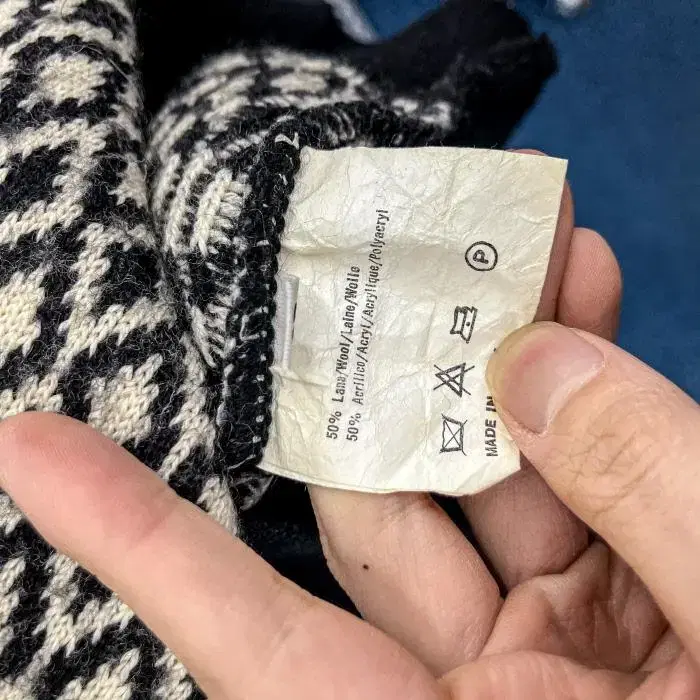 50% Lana/Wool/Laine/Wolle
50% Acrilico/Acryl/Acrylique/Polyacryl
P
MADE IN